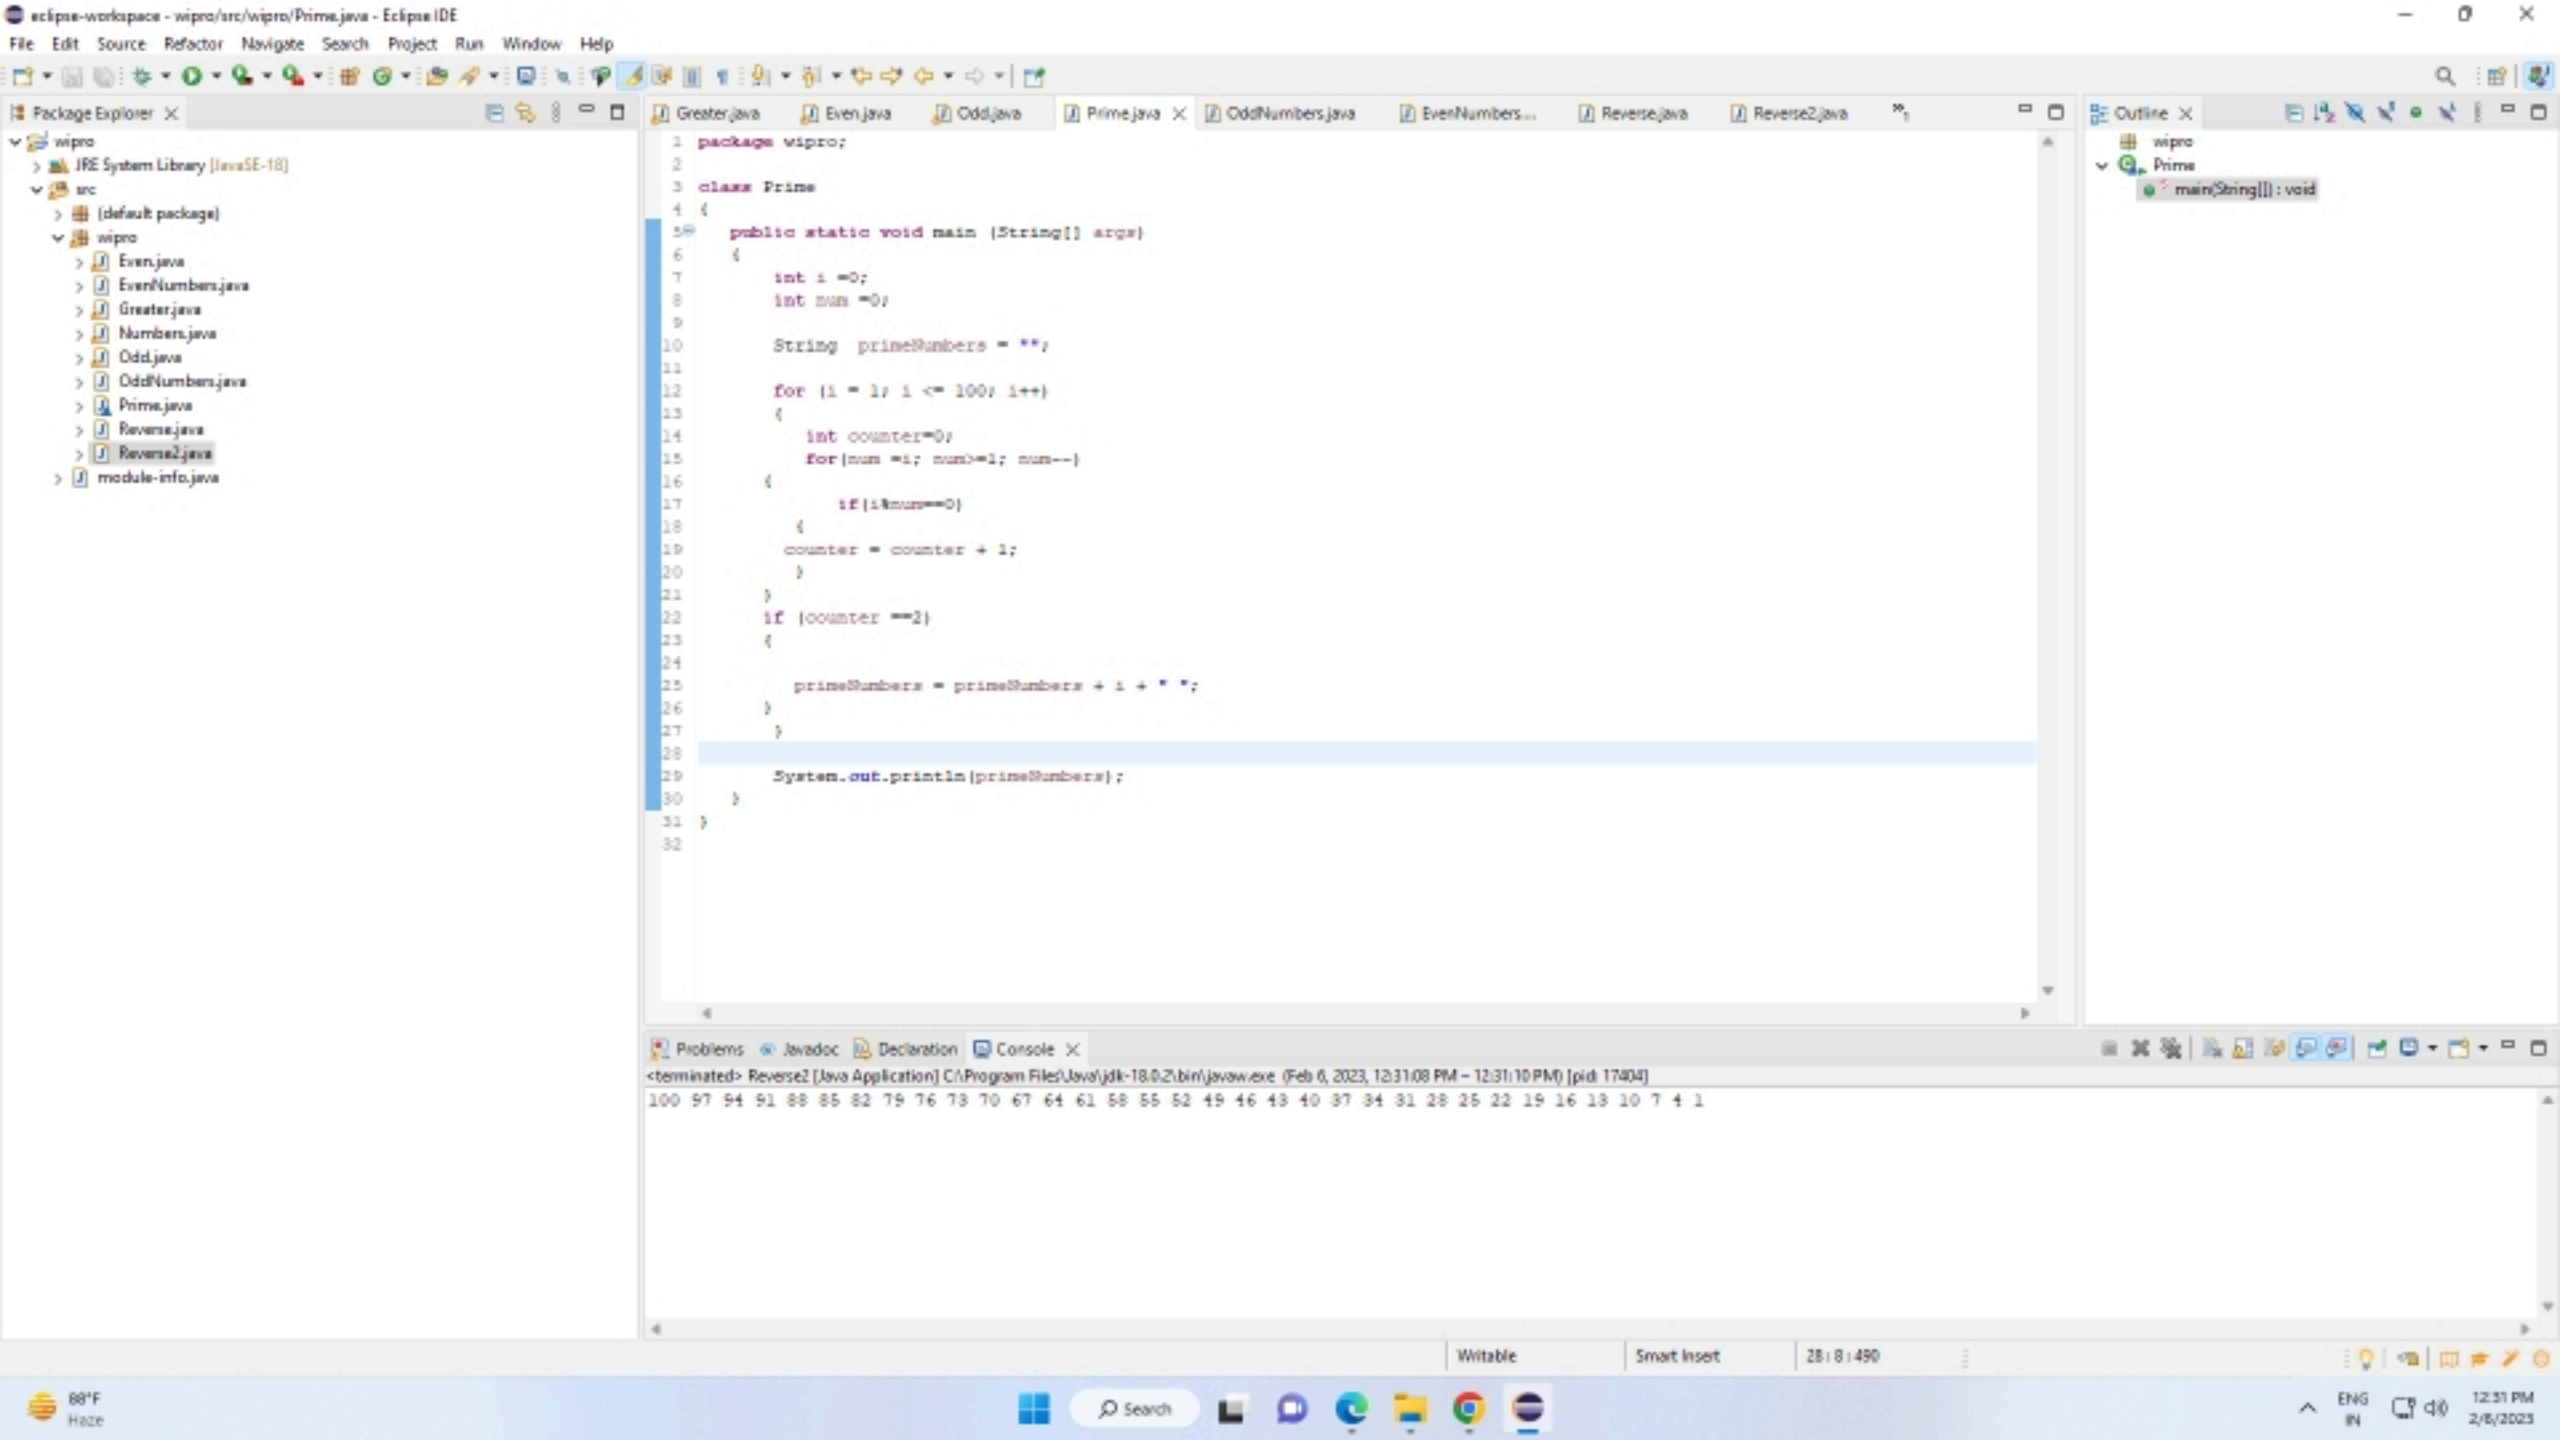 eclipse-workspace - wipro/src/wipro/Prime.java - Eclipse IDE
File Edit Source Refactor Navigate Search Project Run Window Help
Package Explorer
wipro
JRE System Library [JavaSE-18]
src
(default package)
wipro
Even.java
EvenNumbers.java
Greater.java
Numbers.java
Odd.java
OddNumbers.java
Prime.java
Reverse.java
Reverse2.java
module-info.java
Greater.java Even.java Odd.java Prime.java OddNumbers.java EvenNumbers... Reverse.java Reverse2.java »1
1 package wipro;
2
3 class Prime
4 {
5 public static void main (String[] args)
6 {
7 int i =0;
8 int num =0;
9
10 String primeNumbers = "";
11
12 for (i = 1; i <= 100; i++)
13 {
14 int counter=0;
15 for(num =i; num>=1; num--)
16 {
17 if(i%num==0)
18 {
19 counter = counter + 1;
20 }
21 }
22 if (counter ==2)
23 {
24
25 primeNumbers = primeNumbers + i + " ";
26 }
27 }
28
29 System.out.println(primeNumbers);
30 }
31 }
32
Outline
wipro
Prime
main(String[]) : void
Problems Javadoc Declaration Console
<terminated> Reverse2 [Java Application] C:\Program Files\Java\jdk-18.0.2\bin\javaw.exe (Feb 6, 2023, 12:31:08 PM – 12:31:10 PM) [pid: 17404]
100 97 94 91 88 85 82 79 76 73 70 67 64 61 58 55 52 49 46 43 40 37 34 31 28 25 22 19 16 13 10 7 4 1
Writable Smart Insert 28 : 8 : 490
88°F
Haze
Search
ENG
IN
12:31 PM
2/6/2023